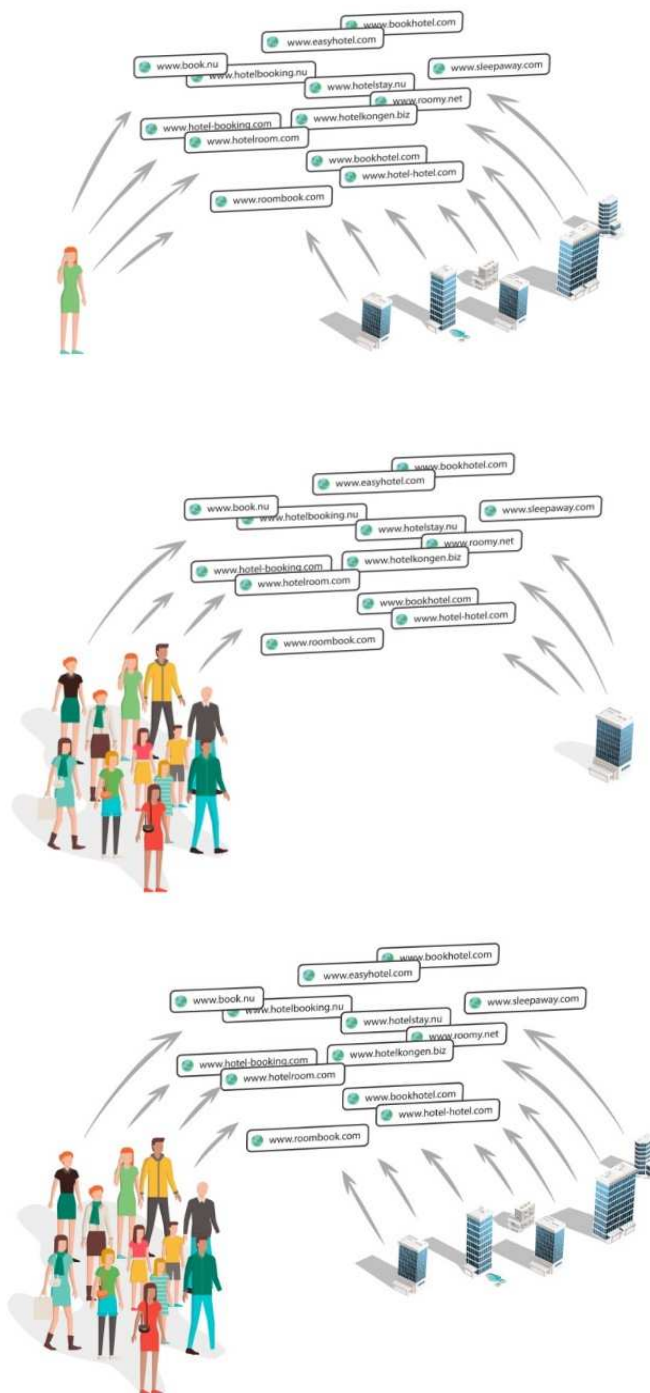 www.bookhotel.com
www.easyhotel.com
www.book.nu
www.hotelbooking.nu
www.sleepaway.com
www.hotelstay.nu
www.roomy.net
www.hotel-booking.com
www.hotelkongen.biz
www.hotelroom.com
www.bookhotel.com
www.hotel-hotel.com
www.roombook.com
www.bookhotel.com
www.easyhotel.com
www.book.nu
www.hotelbooking.nu
www.sleepaway.com
www.hotelstay.nu
www.roomy.net
www.hotel-booking.com
www.hotelkongen.biz
www.hotelroom.com
www.bookhotel.com
www.hotel-hotel.com
www.roombook.com
www.bookhotel.com
www.easyhotel.com
www.book.nu
www.hotelbooking.nu
www.sleepaway.com
www.hotelstay.nu
www.roomy.net
www.hotel-booking.com
www.hotelkongen.biz
www.hotelroom.com
www.bookhotel.com
www.hotel-hotel.com
www.roombook.com